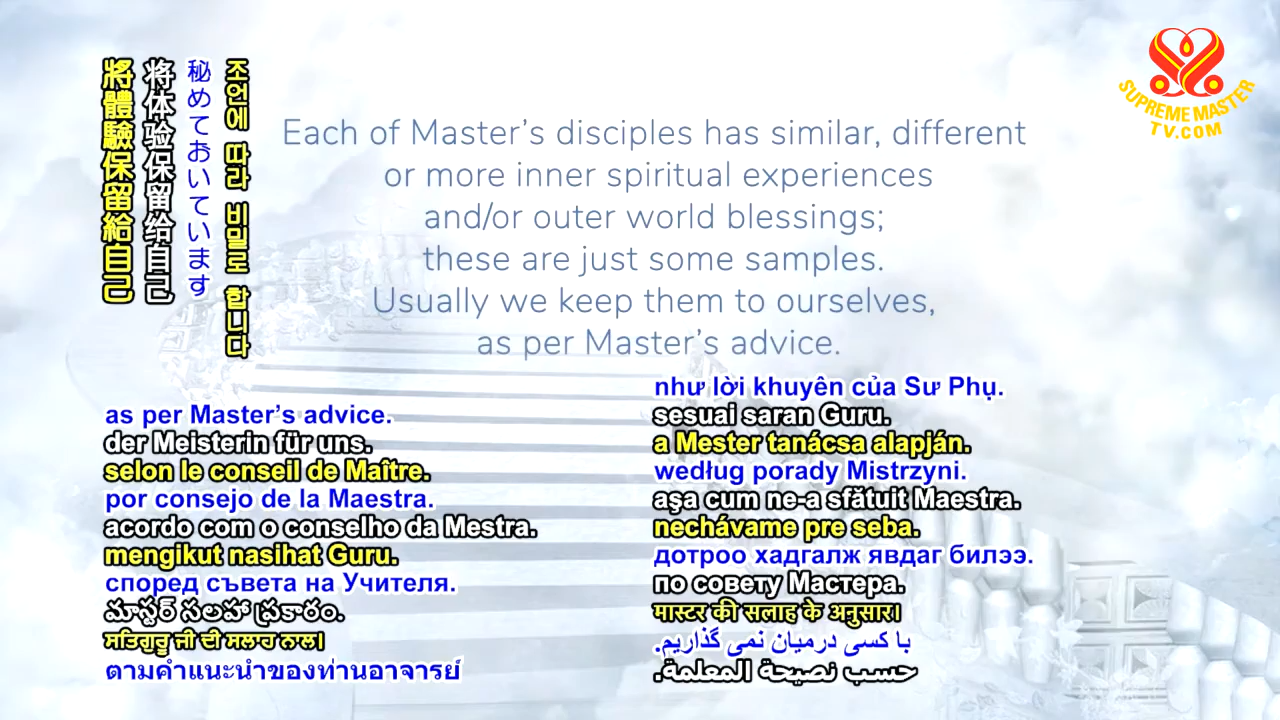 將體驗保留給自己
将体验保留给自己
秘めておいています
조언에 따라 비밀로 합니다
Each of Master’s disciples has similar, different
or more inner spiritual experiences
and/or outer world blessings;
these are just some samples.
Usually we keep them to ourselves,
as per Master’s advice.
SUPREME MASTER
TV.COM
as per Master’s advice.
der Meisterin für uns.
selon le conseil de Maître.
por consejo de la Maestra.
acordo com o conselho da Mestra.
mengikut nasihat Guru.
според съвета на Учителя.
మాస్టర్ సలహా ప్రకారం.
ਸਤਿਗੁਰੂ ਜੀ ਦੀ ਸਲਾਹ ਨਾਲ।
ตามคำแนะนำของท่านอาจารย์
như lời khuyên của Sư Phụ.
sesuai saran Guru.
a Mester tanácsa alapján.
według porady Mistrzyni.
aşa cum ne-a sfătuit Maestra.
nechávame pre seba.
дотроо хадгалж явдаг билээ.
по совету Мастера.
मास्टर की सलाह के अनुसार।
با کسی درمیان نمی گذاریم.
حسب نصيحة المعلمة.